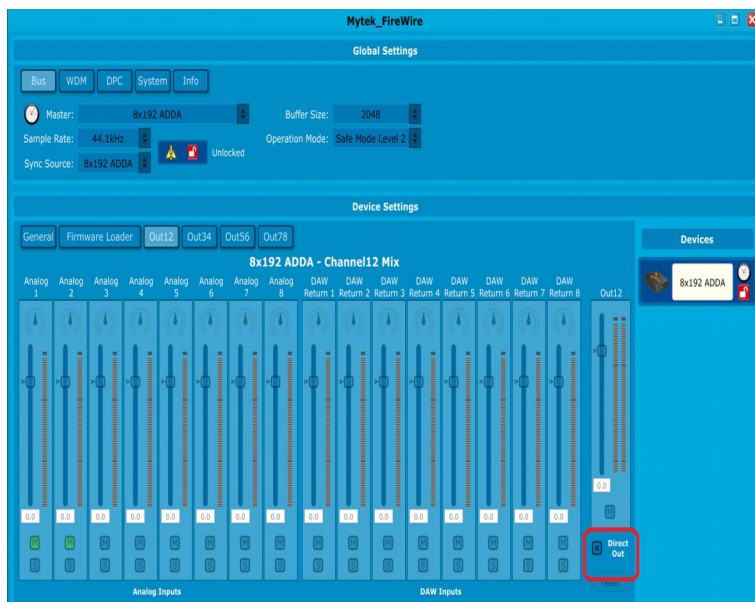 Mytek_FireWire
Global Settings
Bus WDM DPC System Info
Master: 8x192 ADDA Buffer Size: 2048
Sample Rate: 44.1kHz Operation Mode: Safe Mode Level 2
Unlocked
Sync Source: 8x192 ADDA
Device Settings
General Firmware Loader Out12 Out34 Out56 Out78 Devices
8x192 ADDA - Channel12 Mix
8x192 ADDA
Analog Analog Analog Analog Analog Analog Analog Analog DAW DAW DAW DAW DAW DAW DAW DAW
1 2 3 4 5 6 7 8 Return 1 Return 2 Return 3 Return 4 Return 5 Return 6 Return 7 Return 8 Out12
0.0
0.0 0.0 0.0 0.0 0.0 0.0 0.0 0.0 0.0 0.0 0.0 0.0 0.0 0.0 0.0 0.0
M
M M M M M M M M M M M M M M M M
X Direct
Out
S S S S S S S S S S S S S S S S
reset
Analog Inputs DAW Inputs